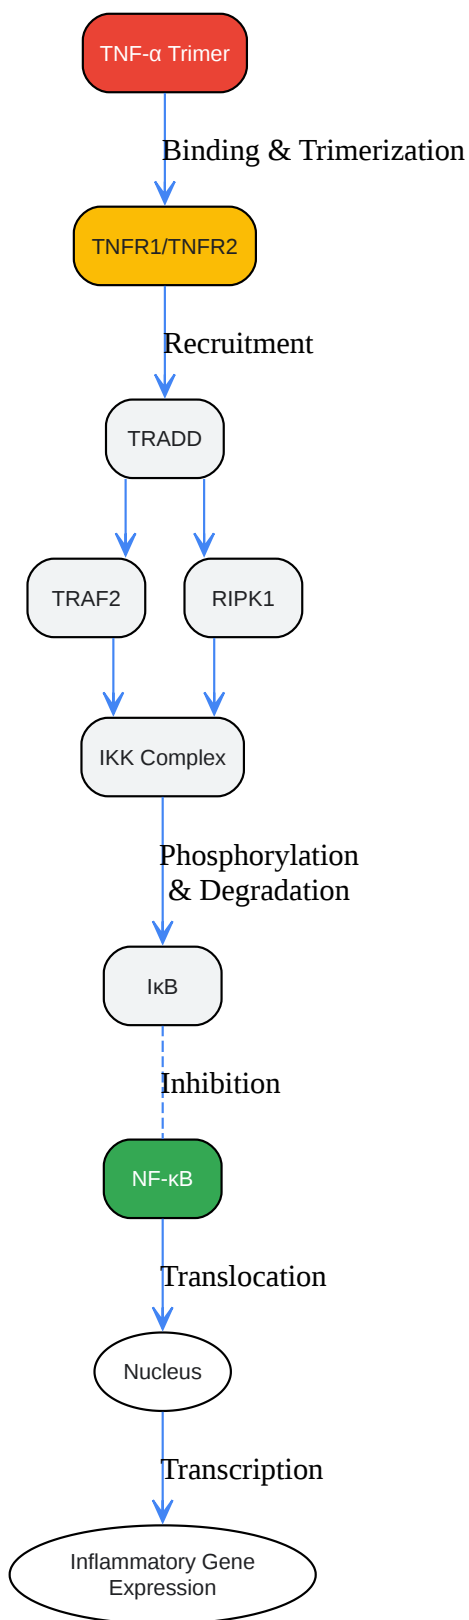 TNF-α Trimer
Binding & Trimerization
TNFR1/TNFR2
Recruitment
TRADD
TRAF2
RIPK1
IKK Complex
Phosphorylation
& Degradation
IκB
Inhibition
NF-κB
Translocation
Nucleus
Transcription
Inflammatory Gene
Expression